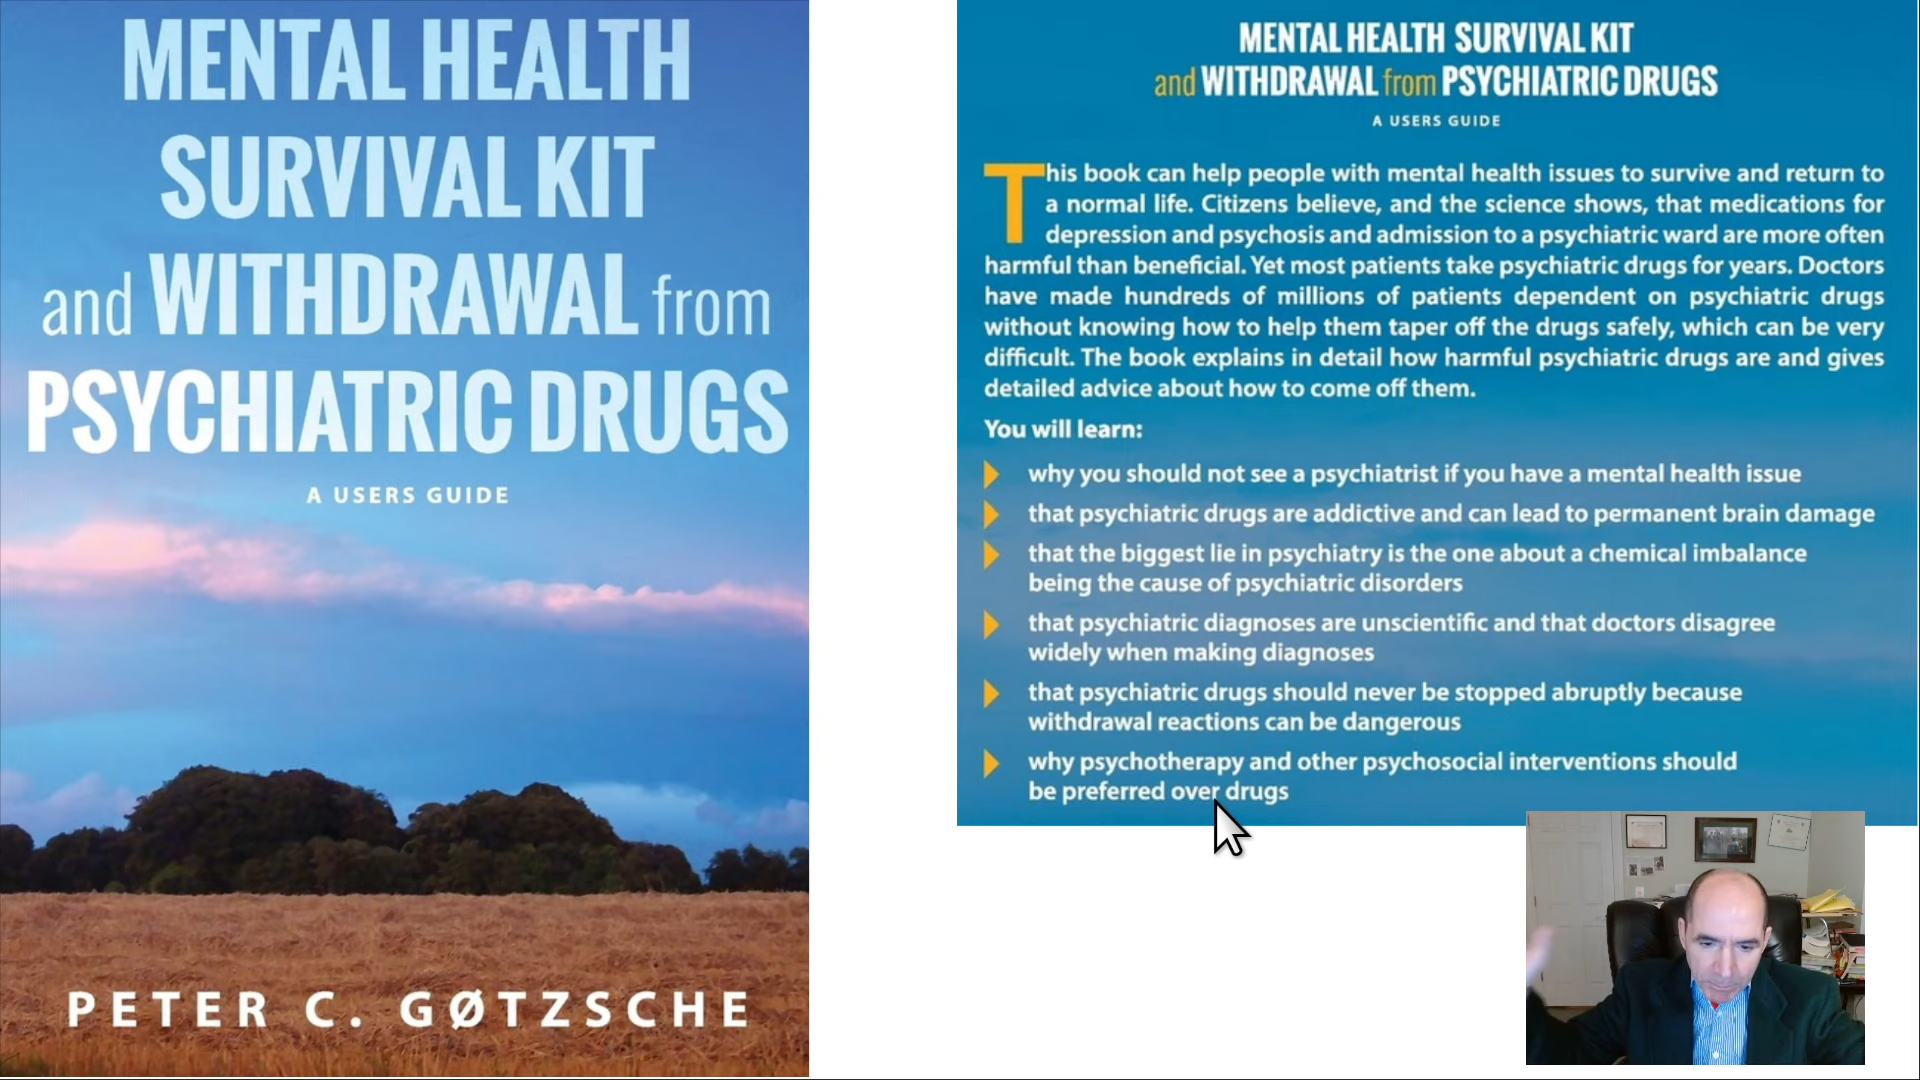 MENTAL HEALTH
SURVIVAL KIT
and WITHDRAWAL from
PSYCHIATRIC DRUGS
A USERS GUIDE
PETER C. GØTZSCHE
MENTAL HEALTH SURVIVAL KIT
and WITHDRAWAL from PSYCHIATRIC DRUGS
A USERS GUIDE
This book can help people with mental health issues to survive and return to
a normal life. Citizens believe, and the science shows, that medications for
depression and psychosis and admission to a psychiatric ward are more often
harmful than beneficial. Yet most patients take psychiatric drugs for years. Doctors
have made hundreds of millions of patients dependent on psychiatric drugs
without knowing how to help them taper off the drugs safely, which can be very
difficult. The book explains in detail how harmful psychiatric drugs are and gives
detailed advice about how to come off them.
You will learn:
why you should not see a psychiatrist if you have a mental health issue
that psychiatric drugs are addictive and can lead to permanent brain damage
that the biggest lie in psychiatry is the one about a chemical imbalance
being the cause of psychiatric disorders
that psychiatric diagnoses are unscientific and that doctors disagree
widely when making diagnoses
that psychiatric drugs should never be stopped abruptly because
withdrawal reactions can be dangerous
why psychotherapy and other psychosocial interventions should
be preferred over drugs